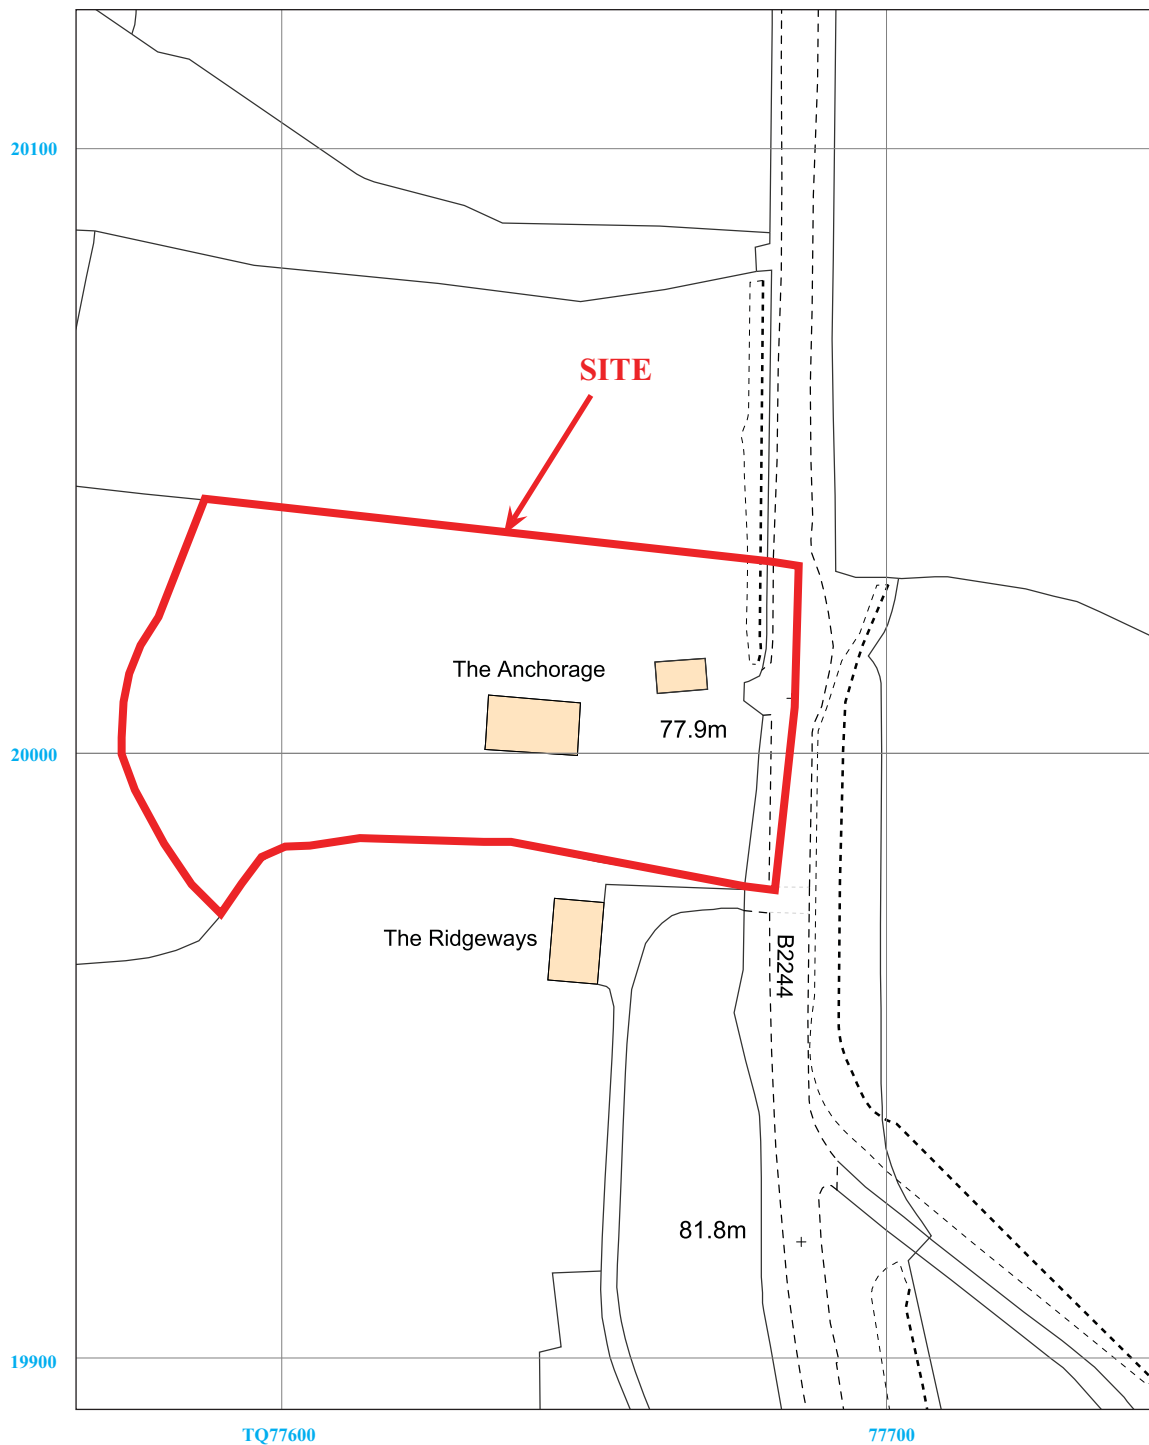 20100
SITE
The Anchorage
77.9m
20000
The Ridgeways
B2244
81.8m
19900
TQ77600
77700